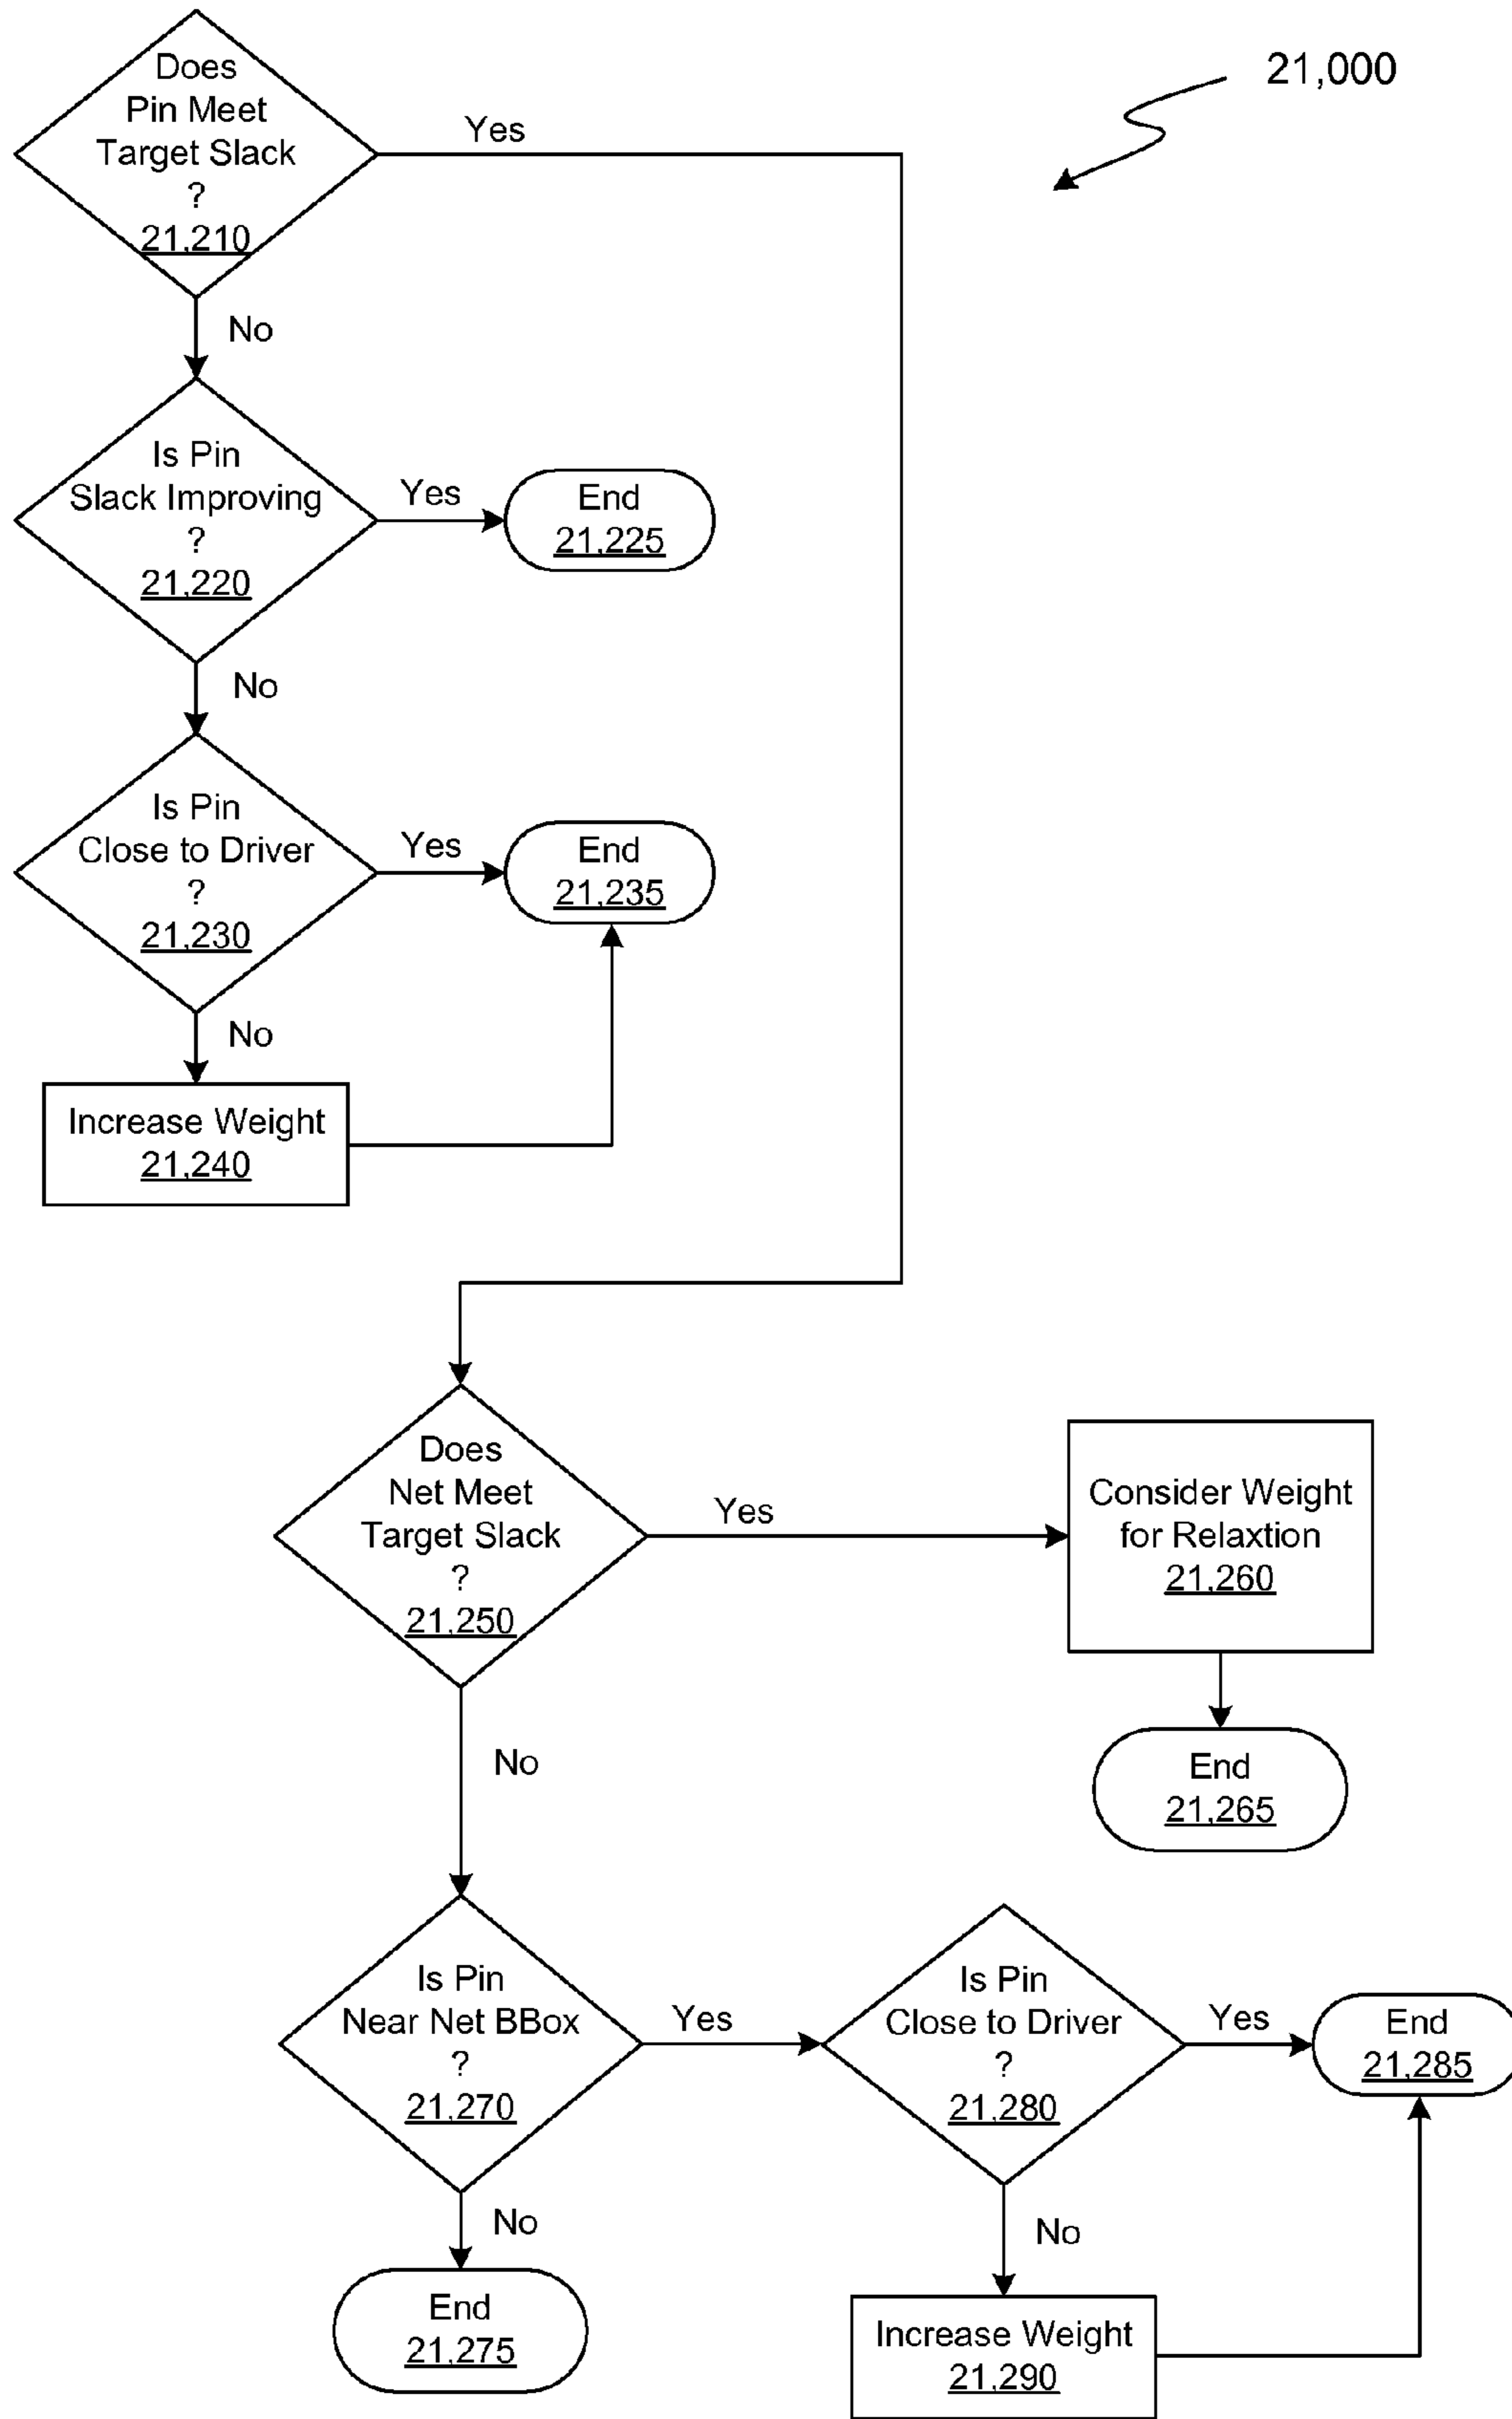 21,000
Does
Pin Meet
Target Slack
?
21,210
Yes
No
Is Pin
Slack Improving
?
21,220
Yes
End
21,225
No
Is Pin
Close to Driver
?
21,230
Yes
End
21,235
No
Increase Weight
21,240
Does
Net Meet
Target Slack
?
21,250
Yes
Consider Weight
for Relaxtion
21,260
End
21,265
No
Is Pin
Near Net BBox
?
21,270
Yes
Is Pin
Close to Driver
?
21,280
Yes
End
21,285
No
End
21,275
No
Increase Weight
21,290